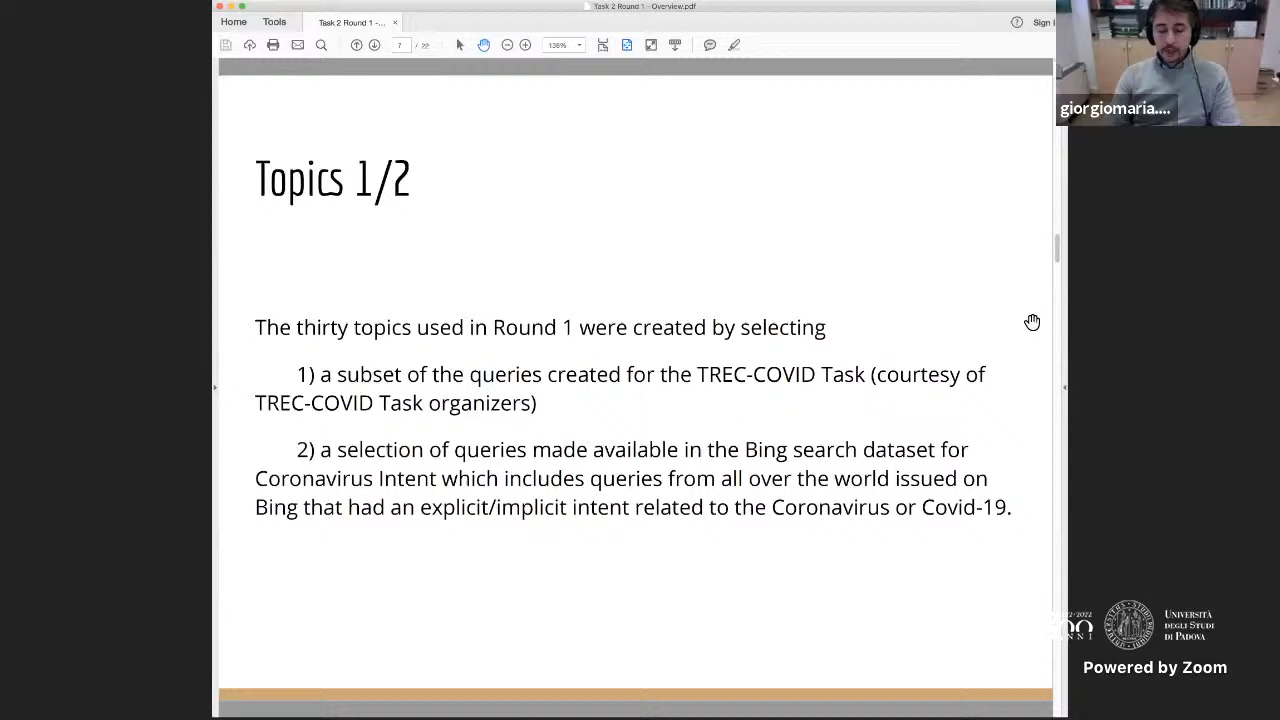 Task 2 Round 1 - Overview.pdf
Home Tools Task 2 Round 1 -... × ? Sign I
7 / 22 136%
giorgiomaria....
Topics 1/2
The thirty topics used in Round 1 were created by selecting
1) a subset of the queries created for the TREC-COVID Task (courtesy of
TREC-COVID Task organizers)
2) a selection of queries made available in the Bing search dataset for
Coronavirus Intent which includes queries from all over the world issued on
Bing that had an explicit/implicit intent related to the Coronavirus or Covid-19.
UNIVERSITÀ
DEGLI STUDI
DI PADOVA
Powered by Zoom